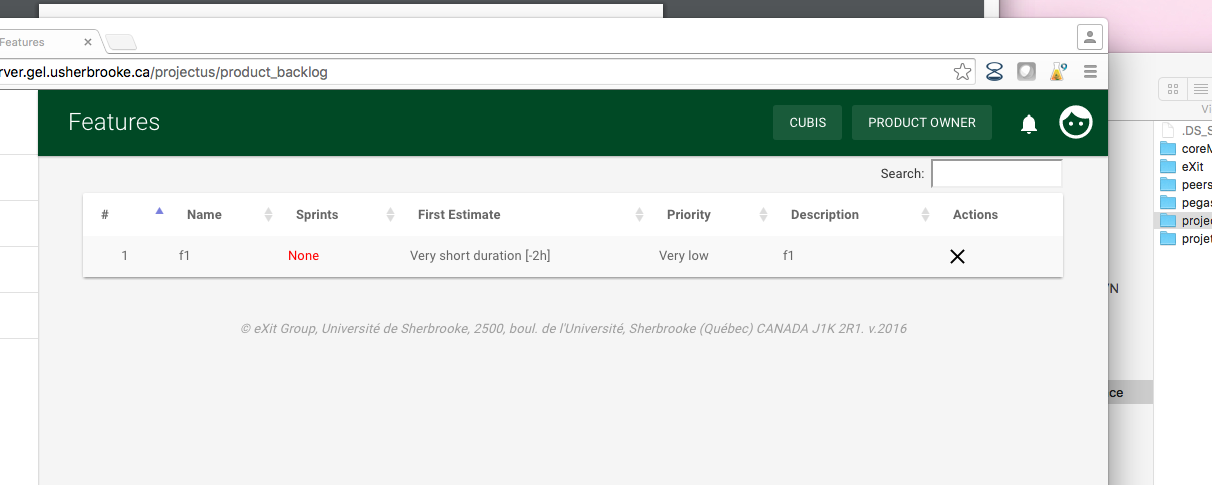 Features
rver.gel.usherbrooke.ca/projectus/product_backlog
Features
CUBIS
PRODUCT OWNER
Search:
# Name Sprints First Estimate Priority Description Actions
1 f1 None Very short duration [-2h] Very low f1
© eXit Group, Université de Sherbrooke, 2500, boul. de l'Université, Sherbrooke (Québec) CANADA J1K 2R1. v.2016
Vi
.DS_S
coreM
eXit
peers
pegas
projec
projet
WN
ce